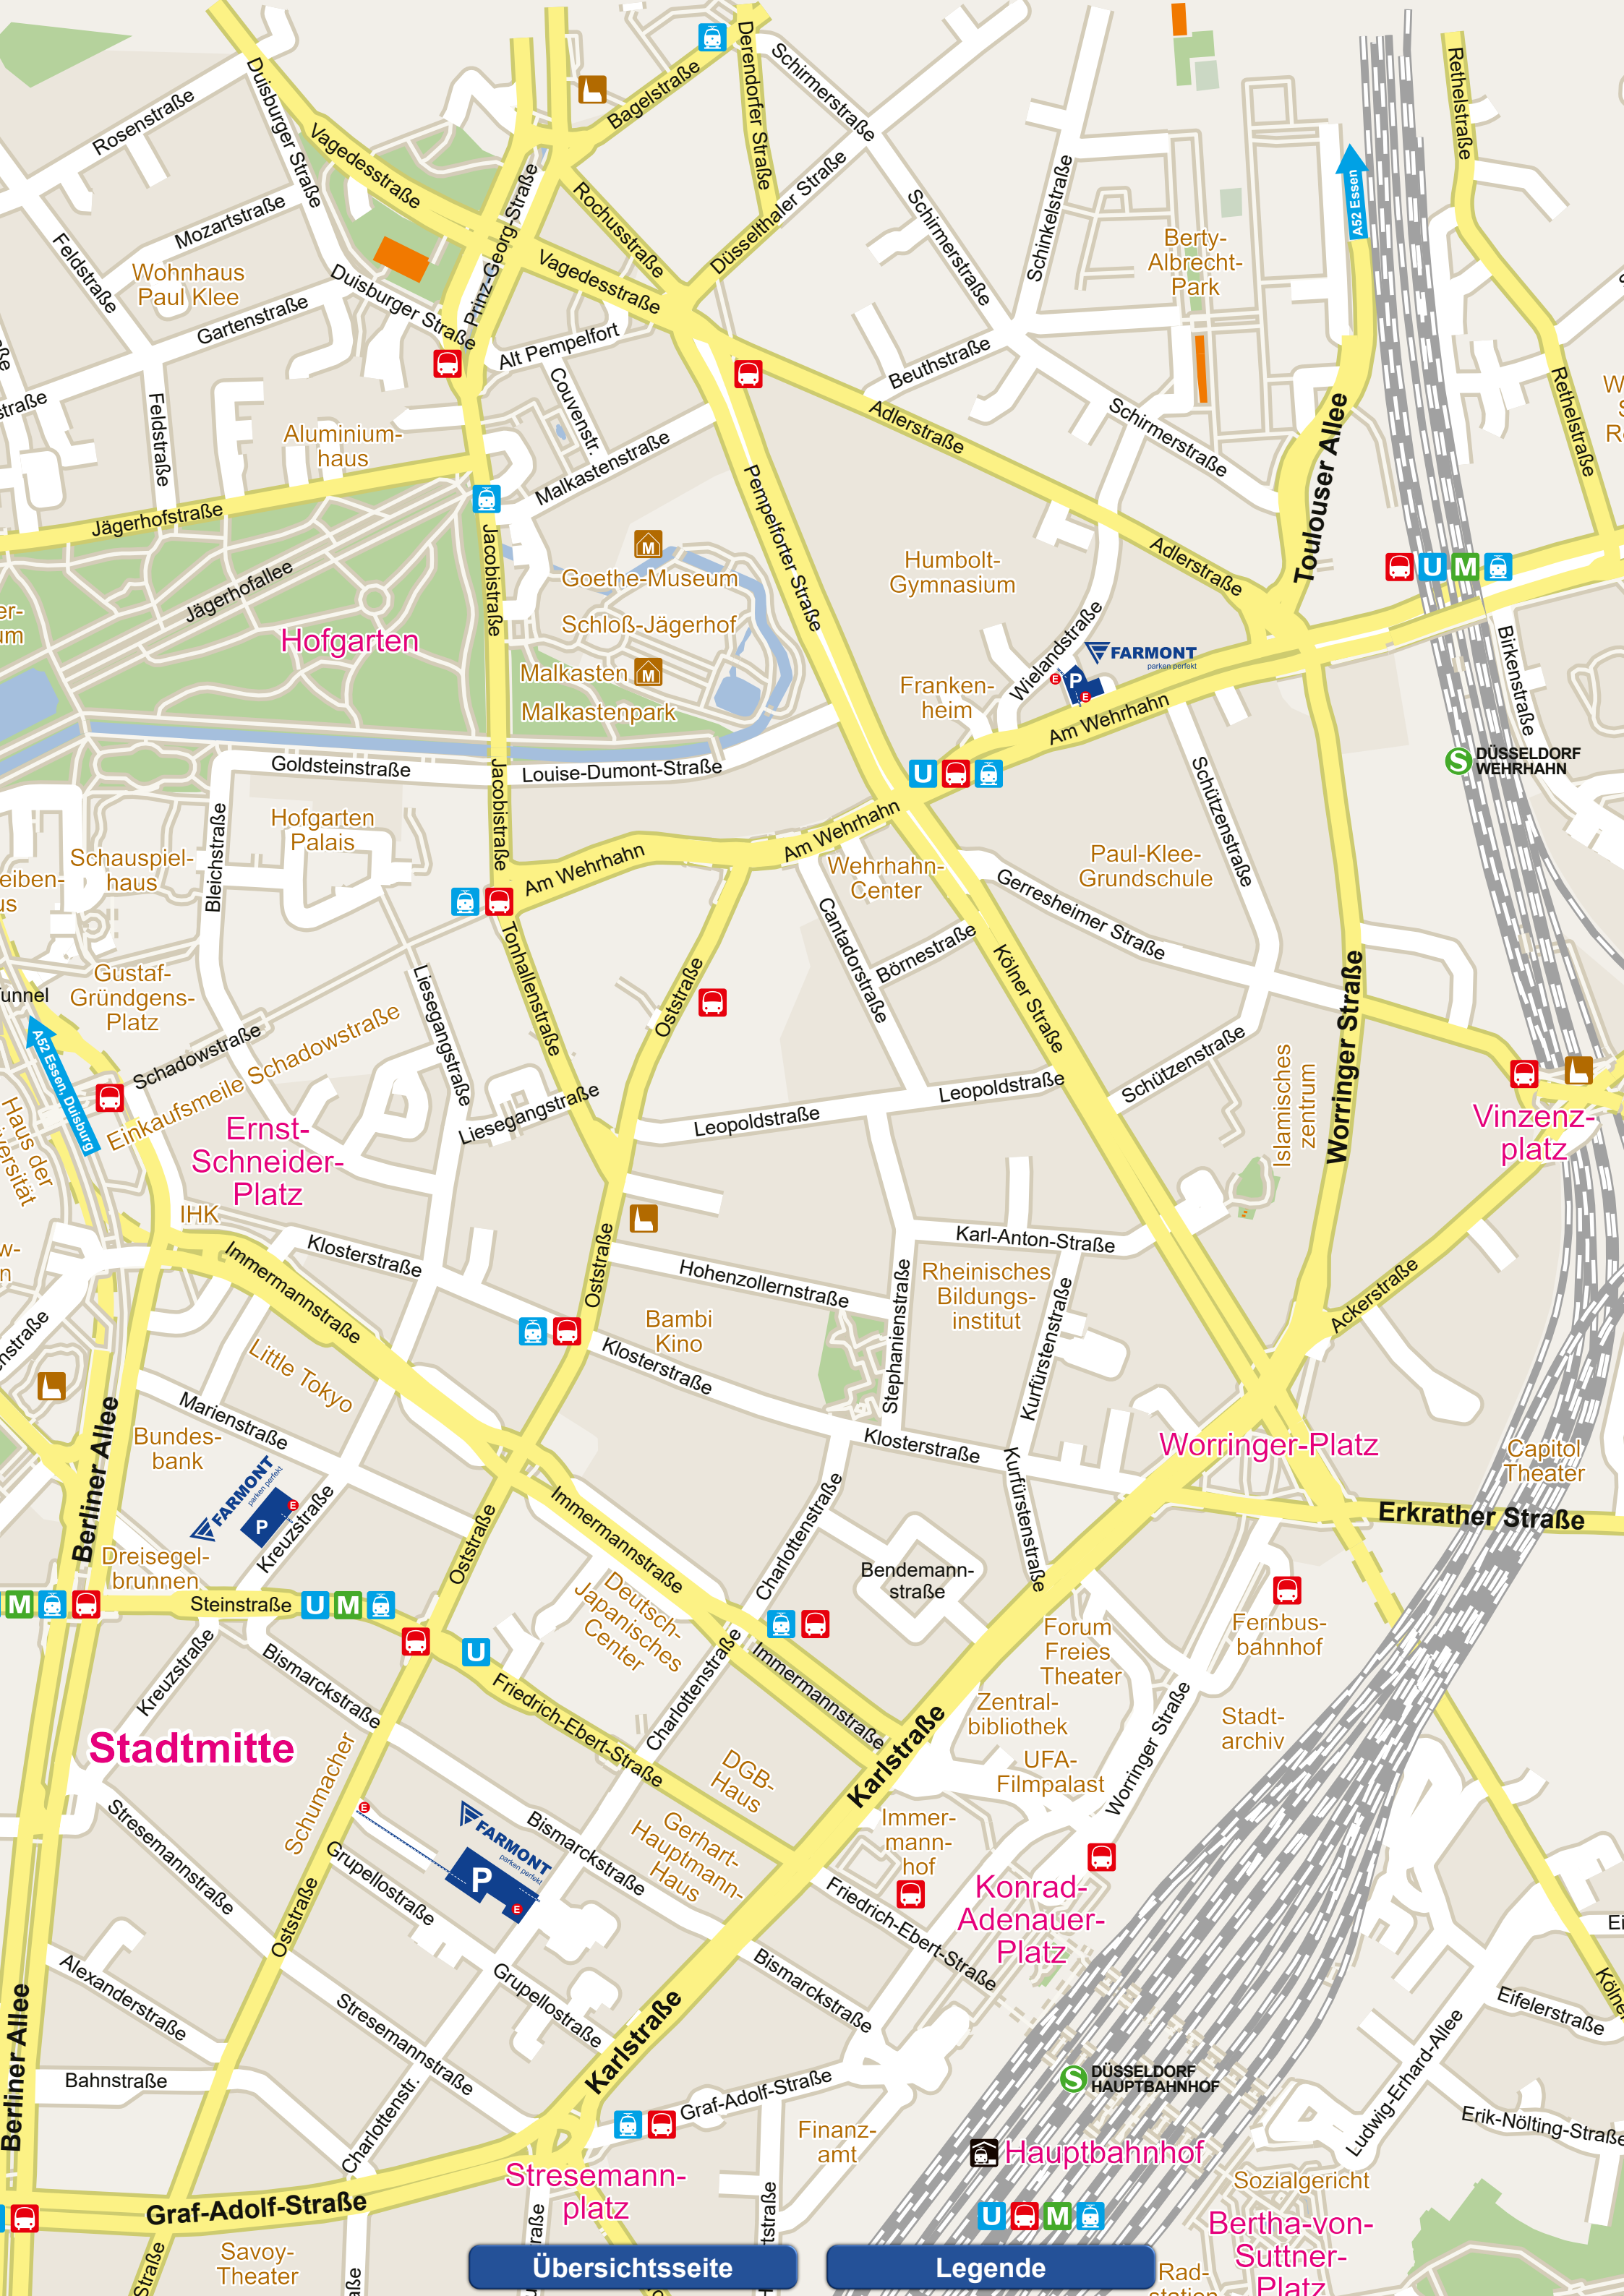 Derendorfer Straße
Schirmerstraße
Rethelstraße
Duisburger Straße
Bagelstraße
Rosenstraße
Vagedesstraße
A52 Essen
Prinz-Georg-Straße
Rochusstraße
Düsselthaler Straße
Schirmerstraße
Schinkelstraße
Mozartstraße
Feldstraße
Wohnhaus
Paul Klee
Berty-
Albrecht-
Park
Vagedesstraße
Duisburger Straße
Gartenstraße
Alt Pempelfort
Couvenstr.
Beuthstraße
Rethelstraße
Feldstraße
Aluminium-
haus
Malkastenstraße
Adlerstraße
Schirmerstraße
Toulouser Allee
Jägerhofstraße
Pempelforter Straße
Jacobistraße
Jägerhofallee
Hofgarten
M
Goethe-Museum
Schloß-Jägerhof
Malkasten
M
Malkastenpark
Humbolt-
Gymnasium
Adlerstraße
U
M
Wielandstraße
FARMONT
parken perfekt
P
E
E
Franken-
heim
Am Wehrhahn
Birkenstraße
S
DÜSSELDORF
WEHRHAHN
Goldsteinstraße
Louise-Dumont-Straße
U
Jacobistraße
Schützenstraße
Bleichstraße
Hofgarten
Palais
Schauspiel-
haus
Am Wehrhahn
Am Wehrhahn
Wehrhahn-
Center
Paul-Klee-
Grundschule
Gerresheimer Straße
Cantadorstraße
Börnestraße
Kölner Straße
Tonhallenstraße
Liesegangstraße
Oststraße
Worringer Straße
Gustaf-
Gründgens-
Platz
Schadowstraße
Einkaufsmeile Schadowstraße
A52 Essen, Duisburg
Haus der
Ernst-
Schneider-
Platz
Liesegangstraße
Leopoldstraße
Leopoldstraße
Schützenstraße
Islamisches
zentrum
Vinzenz-
platz
IHK
Immermannstraße
Klosterstraße
Oststraße
Hohenzollernstraße
Karl-Anton-Straße
Rheinisches
Bildungs-
institut
Stephanienstraße
Kurfürstenstraße
Ackerstraße
Bambi
Kino
Klosterstraße
Little Tokyo
Marienstraße
Berliner Allee
Bundes-
bank
FARMONT
parken perfekt
P
E
Kreuzstraße
Klosterstraße
Worringer-Platz
Capitol
Theater
Erkrather Straße
Kurfürstenstraße
Immermannstraße
Charlottenstraße
Bendemann-
straße
Oststraße
Dreisegel-
brunnen
M
Steinstraße
U
M
U
Deutsch-
Japanisches
Center
Forum
Freies
Theater
Fernbus-
bahnhof
Kreuzstraße
Bismarckstraße
Friedrich-Ebert-Straße
Charlottenstraße
Immermannstraße
Karlstraße
Zentral-
bibliothek
UFA-
Filmpalast
Worringer Straße
Stadt-
archiv
Stadtmitte
Schumacher
DGB-
Haus
Gerhart-
Hauptmann-
Haus
Immer-
mann-
hof
Stresemannstraße
E
FARMONT
parken perfekt
P
E
Bismarckstraße
Grupellostraße
Konrad-
Adenauer-
Platz
Friedrich-Ebert-Straße
Oststraße
Alexanderstraße
Grupellostraße
Bismarckstraße
Berliner Allee
Stresemannstraße
Karlstraße
Eifelerstraße
Ludwig-Erhard-Allee
Erik-Nölting-Straße
Bahnstraße
Charlottenstr.
Graf-Adolf-Straße
S
DÜSSELDORF
HAUPTBAHNHOF
Finanz-
amt
Hauptbahnhof
U
M
Stresemann-
platz
Graf-Adolf-Straße
Sozialgericht
Bertha-von-
Suttner-
Platz
Savoy-
Theater
Straße
Rad-
station
Übersichtsseite
Legende